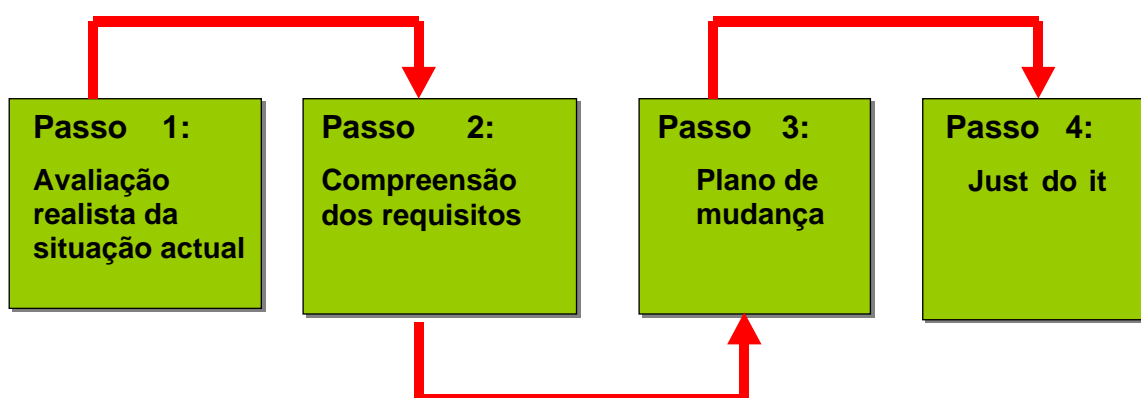 Passo 1:
Avaliação
realista da
situação actual
Passo 2:
Compreensão
dos requisitos
Passo 3:
Plano de
mudança
Passo 4:
Just do it